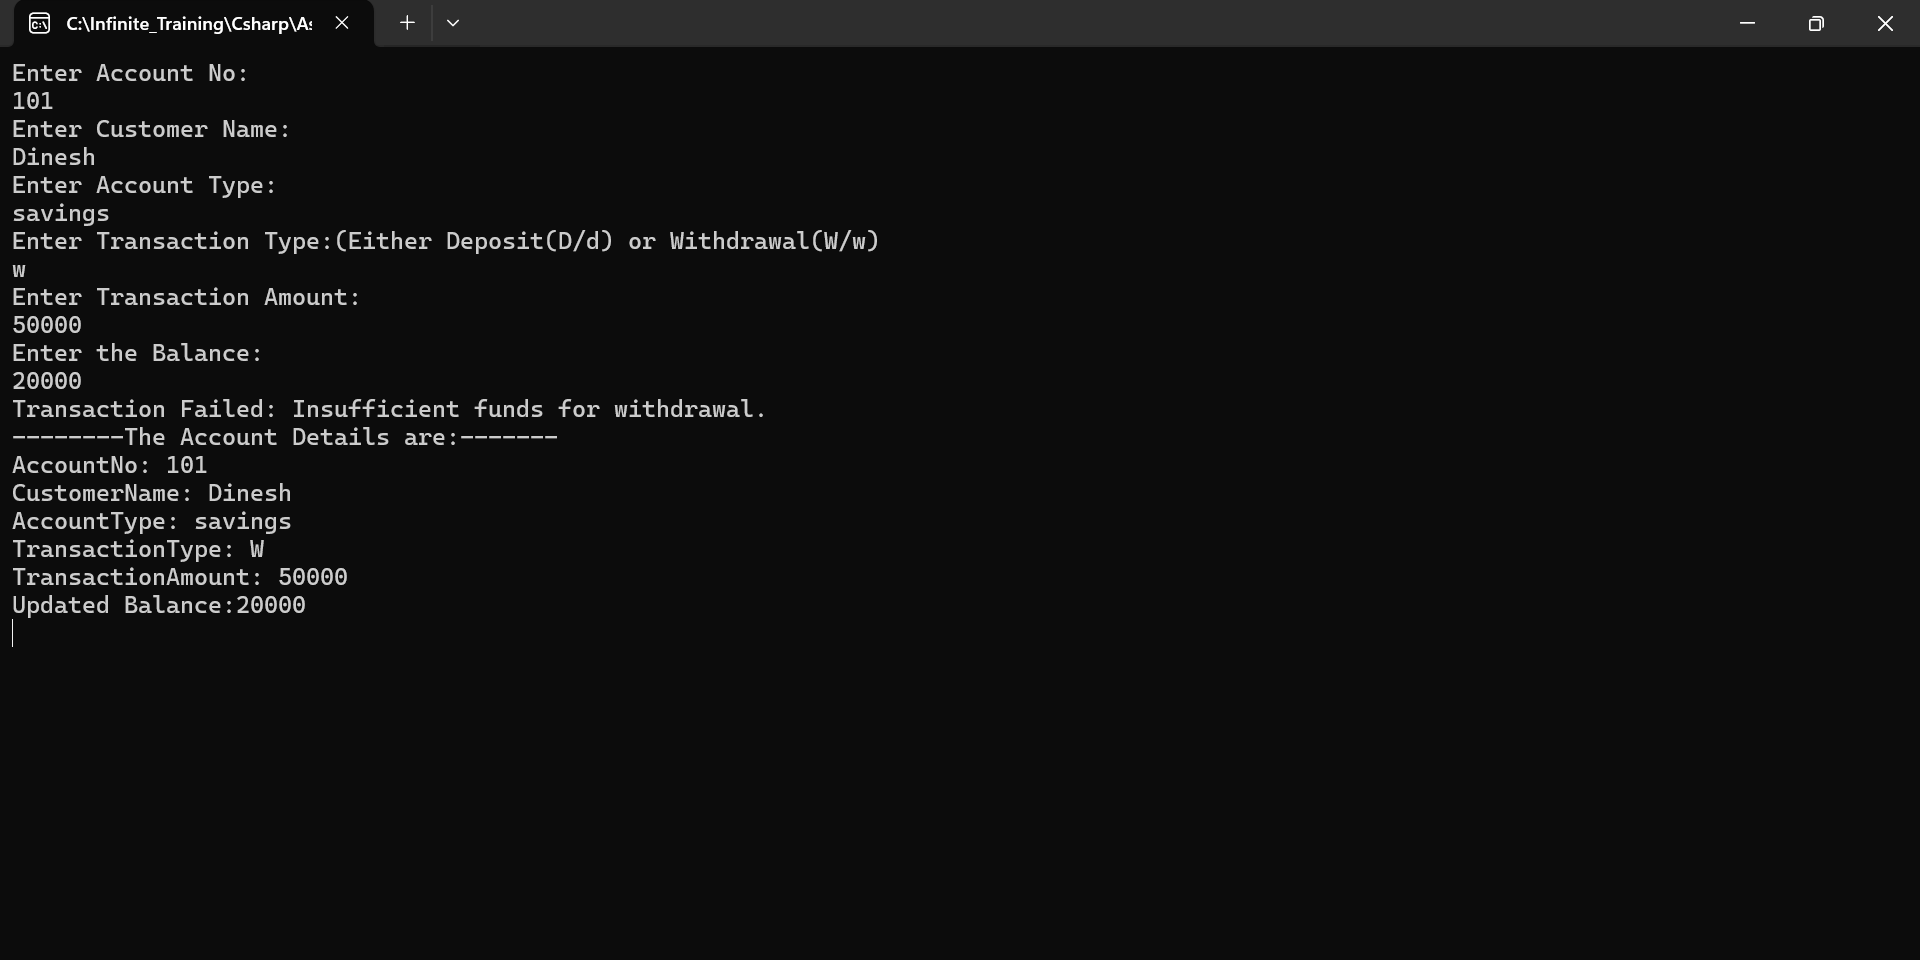 C:\Infinite_Training\Csharp\As
Enter Account No:
101
Enter Customer Name:
Dinesh
Enter Account Type:
savings
Enter Transaction Type:(Either Deposit(D/d) or Withdrawal(W/w)
w
Enter Transaction Amount:
50000
Enter the Balance:
20000
Transaction Failed: Insufficient funds for withdrawal.
--------The Account Details are:-------
AccountNo: 101
CustomerName: Dinesh
AccountType: savings
TransactionType: W
TransactionAmount: 50000
Updated Balance:20000